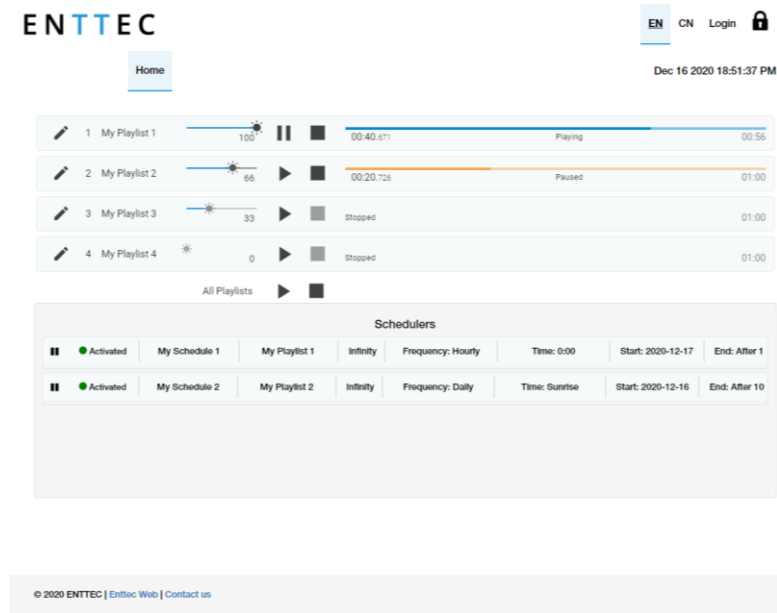 ENTTEC
EN CN Login
Home
Dec 16 2020 18:51:37 PM
1 My Playlist 1 100 00:40.671 Playing 00:56
2 My Playlist 2 66 00:20.726 Paused 01:00
3 My Playlist 3 33 Stopped 01:00
4 My Playlist 4 0 Stopped 01:00
All Playlists
Schedulers
Activated My Schedule 1 My Playlist 1 Infinity Frequency: Hourly Time: 0:00 Start: 2020-12-17 End: After 1
Activated My Schedule 2 My Playlist 2 Infinity Frequency: Daily Time: Sunrise Start: 2020-12-16 End: After 10
© 2020 ENTTEC | Enttec Web | Contact us